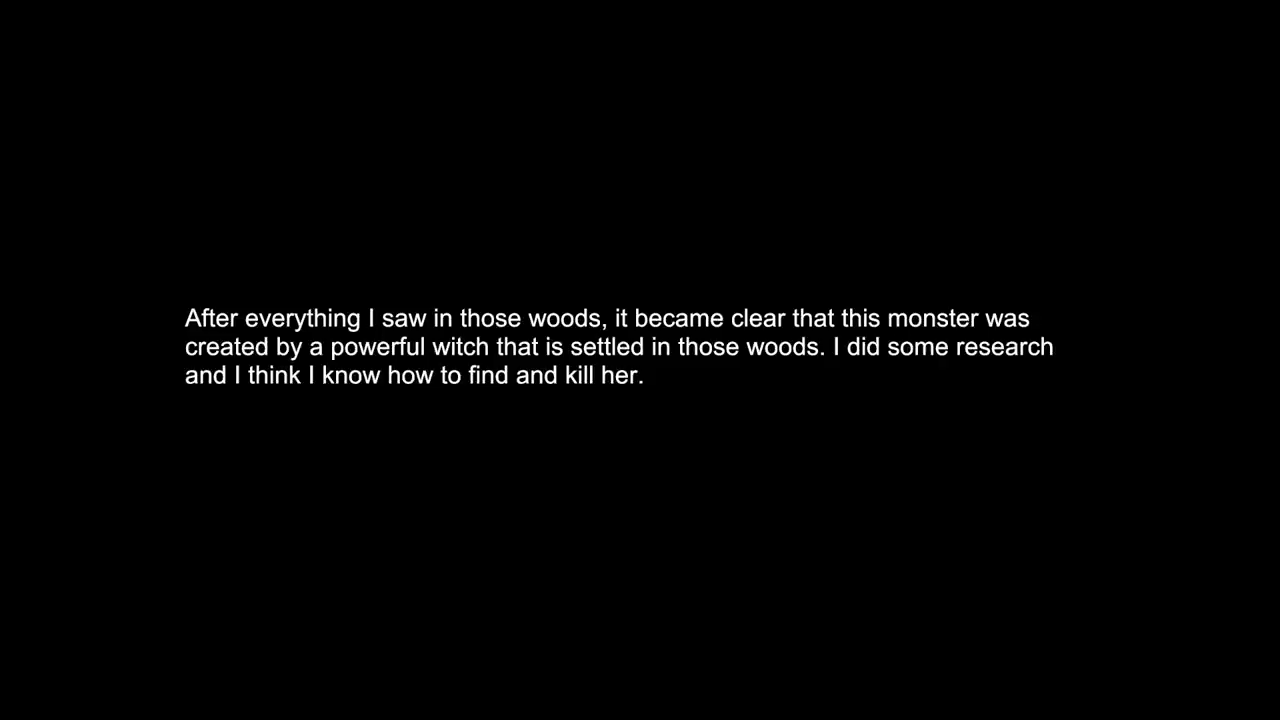 After everything I saw in those woods, it became clear that this monster was
created by a powerful witch that is settled in those woods. I did some research
and I think I know how to find and kill her.